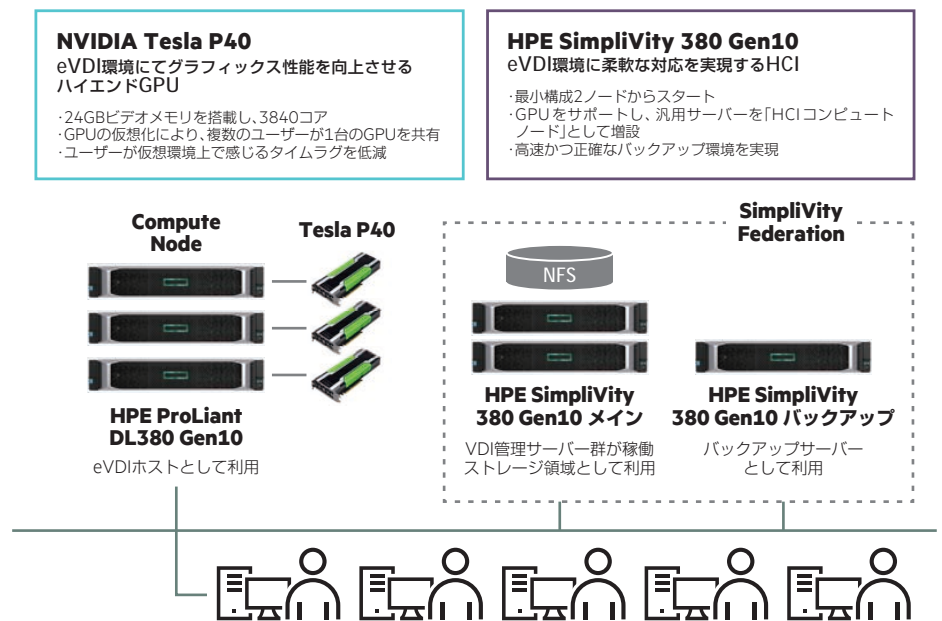 NVIDIA Tesla P40
eVDI環境にてグラフィックス性能を向上させる
ハイエンドGPU
・24GBビデオメモリを搭載し、3840コア
・GPUの仮想化により、複数のユーザーが1台のGPUを共有
・ユーザーが仮想環境上で感じるタイムラグを低減
HPE SimpliVity 380 Gen10
eVDI環境に柔軟な対応を実現するHCI
・最小構成2ノードからスタート
・GPUをサポートし、汎用サーバーを「HCIコンピュート
ノード」として増設
・高速かつ正確なバックアップ環境を実現
Compute
Node
Tesla P40
HPE ProLiant
DL380 Gen10
eVDIホストとして利用
SimpliVity
Federation
NFS
HPE SimpliVity
380 Gen10 メイン
VDI管理サーバー群が稼働
ストレージ領域として利用
HPE SimpliVity
380 Gen10 バックアップ
バックアップサーバー
として利用